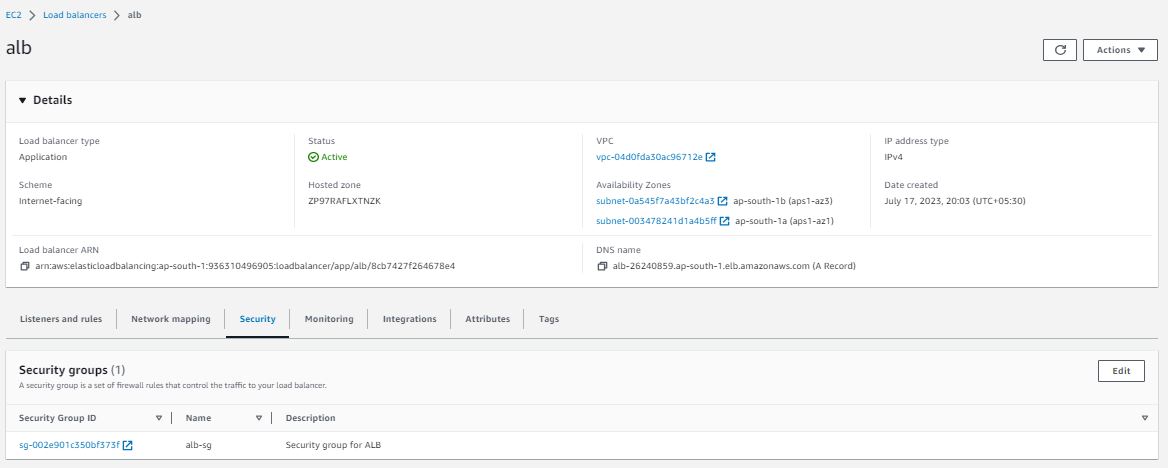 EC2 > Load balancers > alb
alb
Actions
Details
Load balancer type
Application
Status
Active
VPC
vpc-04d0fda30ac96712e
IP address type
IPv4
Scheme
Internet-facing
Hosted zone
ZP97RAFLXTNZK
Availability Zones
subnet-0a545f7a43bf2c4a3 ap-south-1b (aps1-az3)
subnet-003478241d1a4b5ff ap-south-1a (aps1-az1)
Date created
July 17, 2023, 20:03 (UTC+05:30)
Load balancer ARN
arn:aws:elasticloadbalancing:ap-south-1:936310496905:loadbalancer/app/alb/8cb7427f264678e4
DNS name
alb-26240859.ap-south-1.elb.amazonaws.com (A Record)
Listeners and rules Network mapping Security Monitoring Integrations Attributes Tags
Security groups (1)
Edit
A security group is a set of firewall rules that control the traffic to your load balancer.
Security Group ID Name Description
sg-002e901c350bf373f alb-sg Security group for ALB